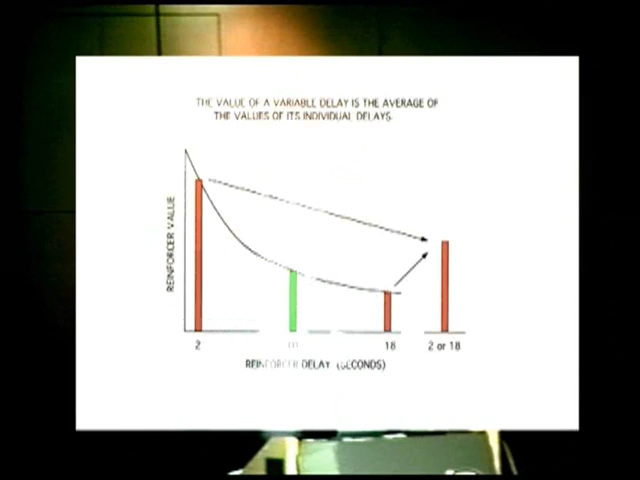 THE VALUE OF A VARIABLE DELAY IS THE AVERAGE OF
THE VALUES OF ITS INDIVIDUAL DELAYS.
REINFORCER VALUE
2 10 18 2 or 18
REINFORCER DELAY (SECONDS)